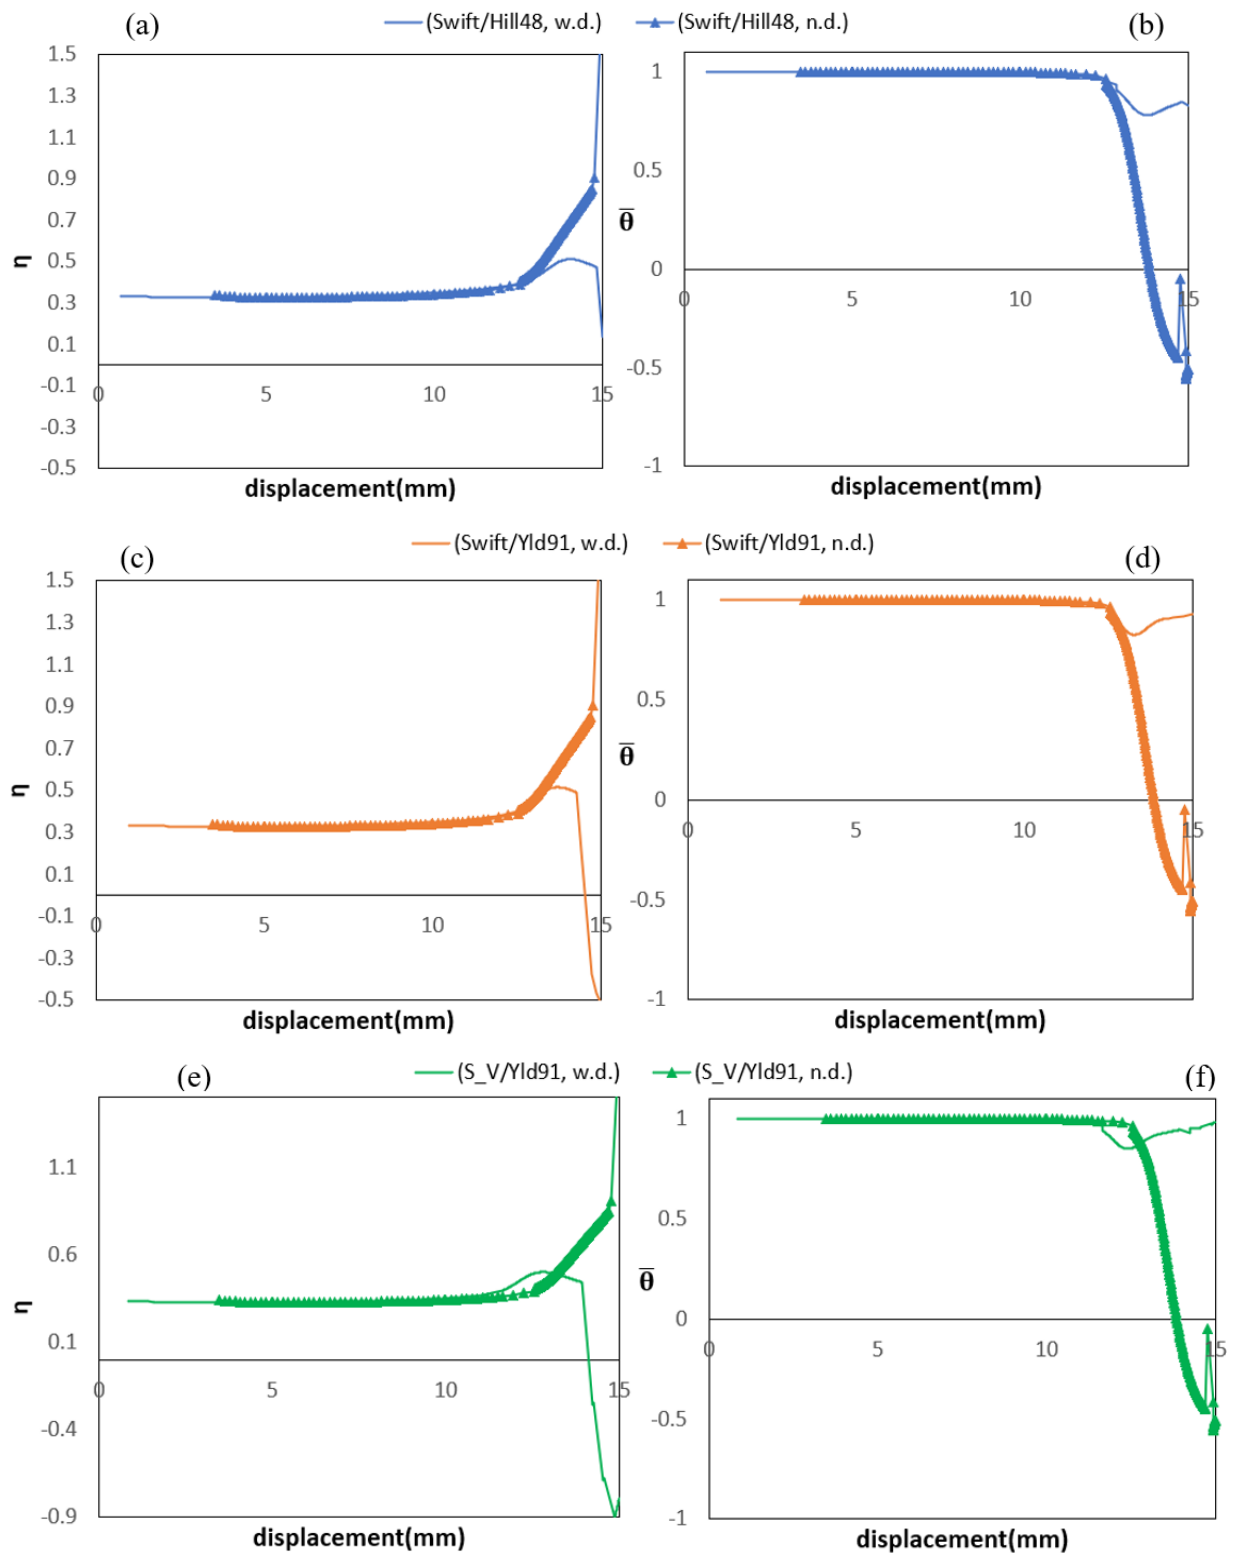 (a) (Swift/Hill48, w.d.) (Swift/Hill48, n.d.) (b)
1.5
1.3
1.1
0.9
0.7
0.5
0.3
0.1
-0.1
-0.3
-0.5
η
0 5 10 15
displacement(mm)
1
0.5
0
-0.5
-1
θ̅
0 5 10 15
displacement(mm)
(c) (Swift/Yld91, w.d.) (Swift/Yld91, n.d.) (d)
1.5
1.3
1.1
0.9
0.7
0.5
0.3
0.1
-0.1
-0.3
-0.5
η
0 5 10 15
displacement(mm)
1
0.5
0
-0.5
-1
θ̅
0 5 10 15
displacement(mm)
(e) (S_V/Yld91, w.d.) (S_V/Yld91, n.d.) (f)
1.1
0.6
0.1
-0.4
-0.9
η
0 5 10 15
displacement(mm)
1
0.5
0
-0.5
-1
θ̅
0 5 10 15
displacement(mm)